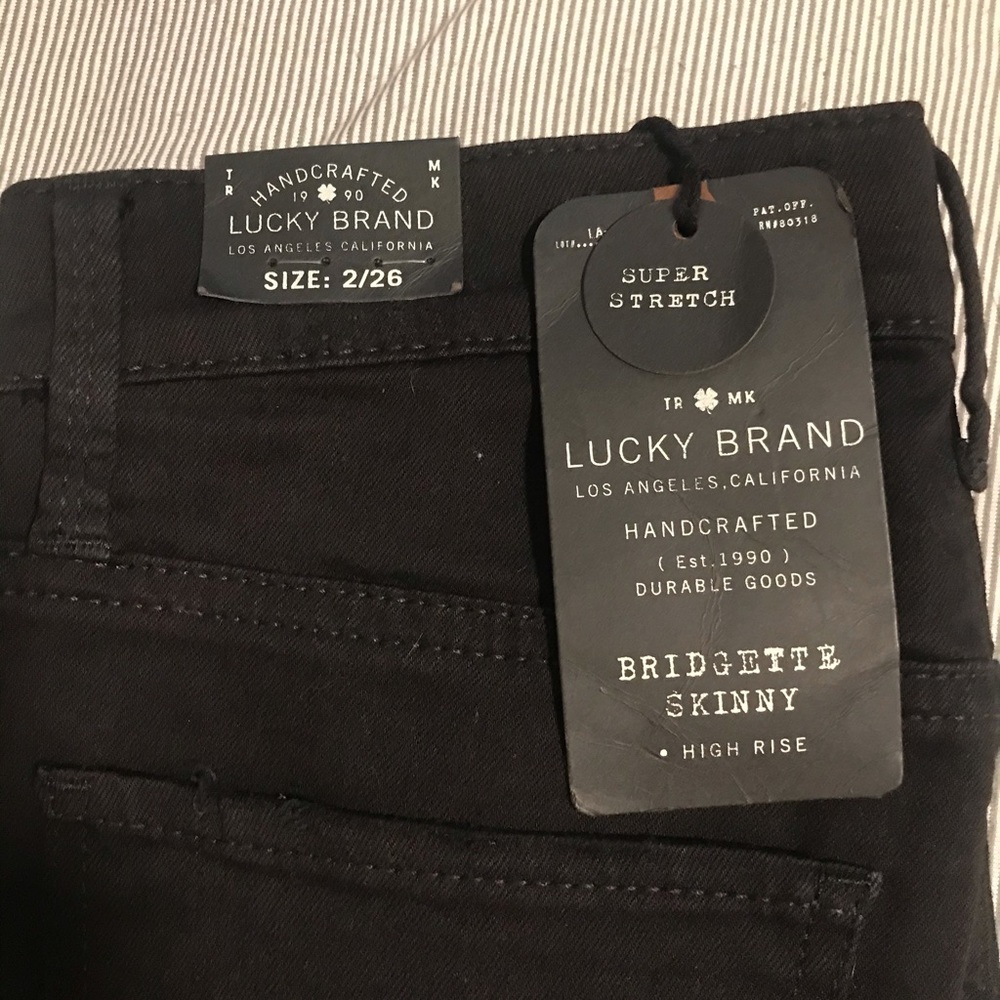 TR
MK
HANDCRAFTED
19 90
LUCKY BRAND
LOS ANGELES CALIFORNIA
SIZE: 2/26
PAT.OFF.
RN#80318
SUPER
STRETCH
TR MK
LUCKY BRAND
LOS ANGELES,CALIFORNIA
HANDCRAFTED
( Est.1990 )
DURABLE GOODS
BRIDGETTE
SKINNY
• HIGH RISE